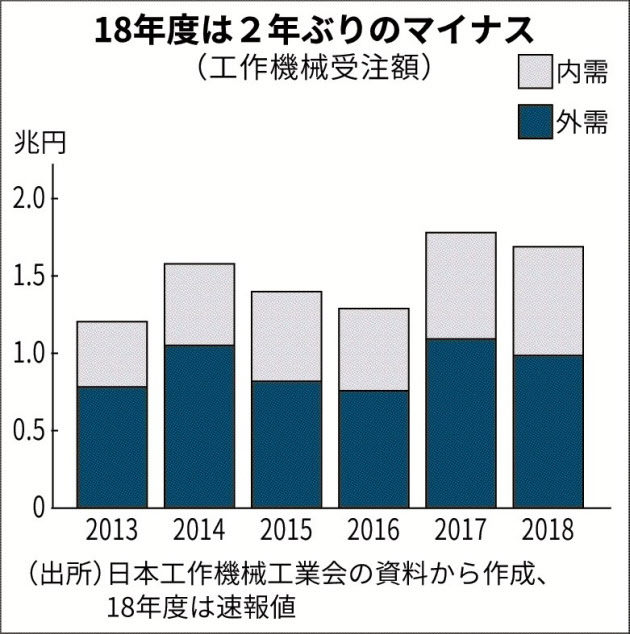 18年度は２年ぶりのマイナス
（工作機械受注額）
内需
外需
兆円
2.0
1.5
1.0
0.5
0
2013 2014 2015 2016 2017 2018
（出所）日本工作機械工業会の資料から作成、
18年度は速報値